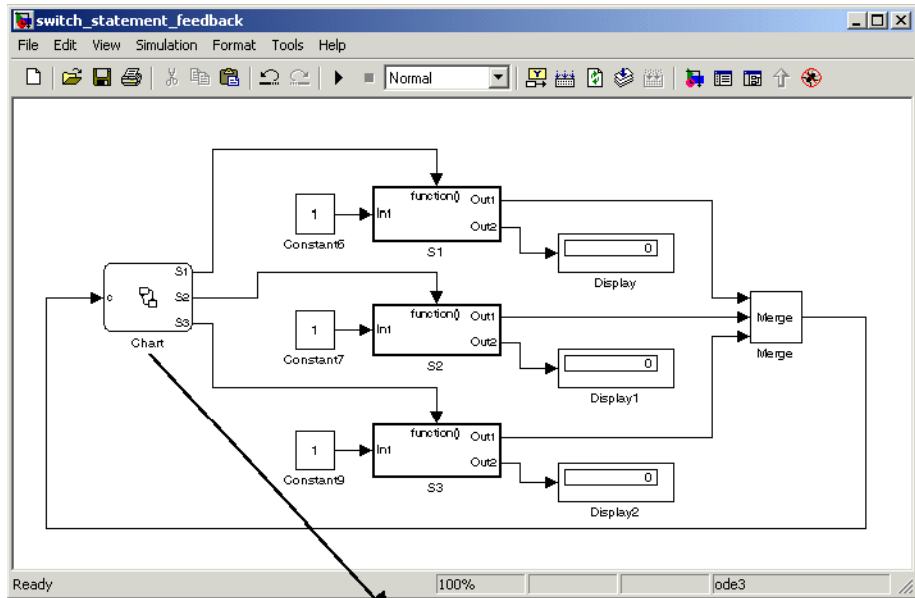 switch_statement_feedback
File Edit View Simulation Format Tools Help
Normal
function()
In1
Out1
Out2
S1
1
Constant6
0
Display
c
S1
S2
S3
Chart
function()
In1
Out1
Out2
S2
1
Constant7
0
Display1
Merge
Merge
function()
In1
Out1
Out2
S3
1
Constant9
0
Display2
Ready
100%
ode3